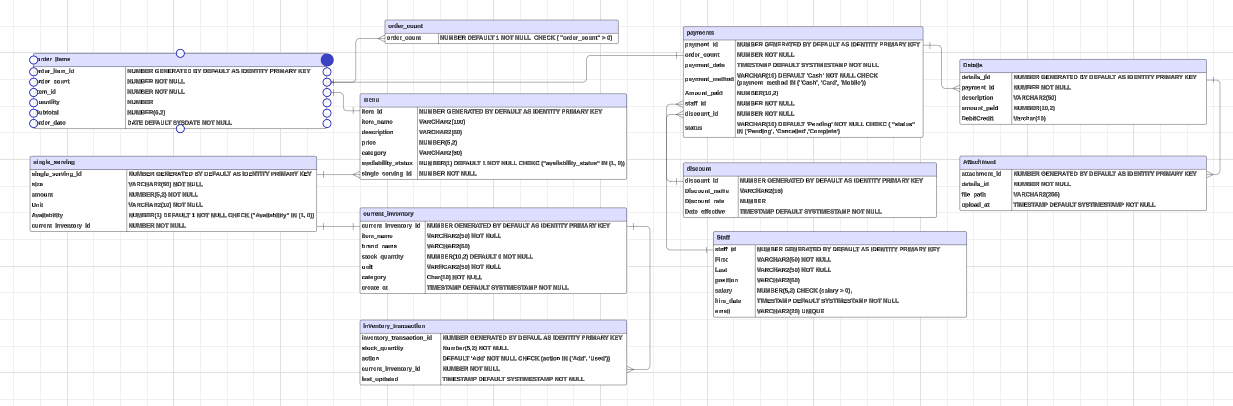 order_count
order_count NUMBER DEFAULT 1 NOT NULL CHECK ( "order_count" > 0)
order_items
order_item_id NUMBER GENERATED BY DEFAULT AS IDENTITY PRIMARY KEY
order_count NUMBER NOT NULL
item_id NUMBER NOT NULL
quantity NUMBER
Subtotal NUMBER(6,2)
order_date DATE DEFAULT SYSDATE NOT NULL
menu
item_id NUMBER GENERATED BY DEFAULT AS IDENTITY PRIMARY KEY
item_name VARCHAR2(100)
description VARCHAR2(50)
price NUMBER(5,2)
category VARCHAR2(50)
availability_status NUMBER(1) DEFAULT 1 NOT NULL CHECK ("availability_status" IN (1, 0))
single_serving_id NUMBER NOT NULL
single_serving
single_serving_id NUMBER GENERATED BY DEFAULT AS IDENTITY PRIMARY KEY
size VARCHAR2(50) NOT NULL
amount NUMBER(5,2) NOT NULL
Unit VARCHAR2(10) NOT NULL
Availability NUMBER(1) DEFAULT 1 NOT NULL CHECK ("Availability" IN (1, 0))
current_inventory_id NUMBER NOT NULL
current_inventory
current_inventory_id NUMBER GENERATED BY DEFAULT AS IDENTITY PRIMARY KEY
item_name VARCHAR2(50) NOT NULL
brand_name VARCHAR2(50)
stock_quantity NUMBER(10,2) DEFAULT 0 NOT NULL
unit VARHCAR2(50) NOT NULL
category Char(10) NOT NULL
create_at TIMESTAMP DEFAULT SYSTIMESTAMP NOT NULL
inventory_transaction
inventory_transaction_id NUMBER GENERATED BY DEFAUL AS IDENTITY PRIMARY KEY
stock_quantity Number(5,2) NOT NULL
action DEFAULT 'Add' NOT NULL CHECK (action IN ('Add', 'Used'))
current_inventory_id NUMBER NOT NULL
last_updated TIMESTAMP DEFAULT SYSTIMESTAMP NOT NULL
payments
payment_id NUMBER GENERATED BY DEFAULT AS IDENTITY PRIMARY KEY
order_count NUMBER NOT NULL
payment_date TIMESTAMP DEFAULT SYSTIMESTAMP NOT NULL
payment_method VARCHAR(10) DEFAULT 'Cash' NOT NULL CHECK
(payment_method IN ('Cash', 'Card', 'Mobile'))
Amount_paid NUMBER(10,2)
staff_id NUMBER NOT NULL
discount_id NUMBER NOT NULL
status VARCHAR(10) DEFAULT 'Pending' NOT NULL CHEKC ( "status"
IN ('Pending', 'Cancelled','Complete')
discount
discount_id NUMBER GENERATED BY DEFAULT AS IDENTITY PRIMARY KEY
Discount_name
Discount_rate NUMBER
Date_effective TIMESTAMP DEFAULT SYSTIMESTAMP NOT NULL
Staff
staff_id NUMBER GENERATED BY DEFAULT AS IDENTITY PRIMARY KEY
First VARCHAR2(50) NOT NULL
Last VARCHAR2(50) NOT NULL
position VARCHAR2(50)
salary NUMBER(5,2) CHECK (salary > 0),
hire_date TIMESTAMP DEFAULT SYSTIMESTAMP NOT NULL
email VARCHAR2(20) UNIQUE
Details
details_iId NUMBER GENERATED BY DEFAULT AS IDENTITY PRIMARY KEY
payment_id NUMBER NOT NULL
description VARCHAR2(50)
amount_paid NUMBER(10,2)
DebitCredit Varchar(10)
Attachment
attachment_id NUMBER GENERATED BY DEFAULT AS IDENTITY PRIMARY KEY
details_id NUMBER NOT NULL
file_path VARCHAR2(255)
upload_at TIMESTAMP DEFAULT SYSTIMESTAMP NOT NULL